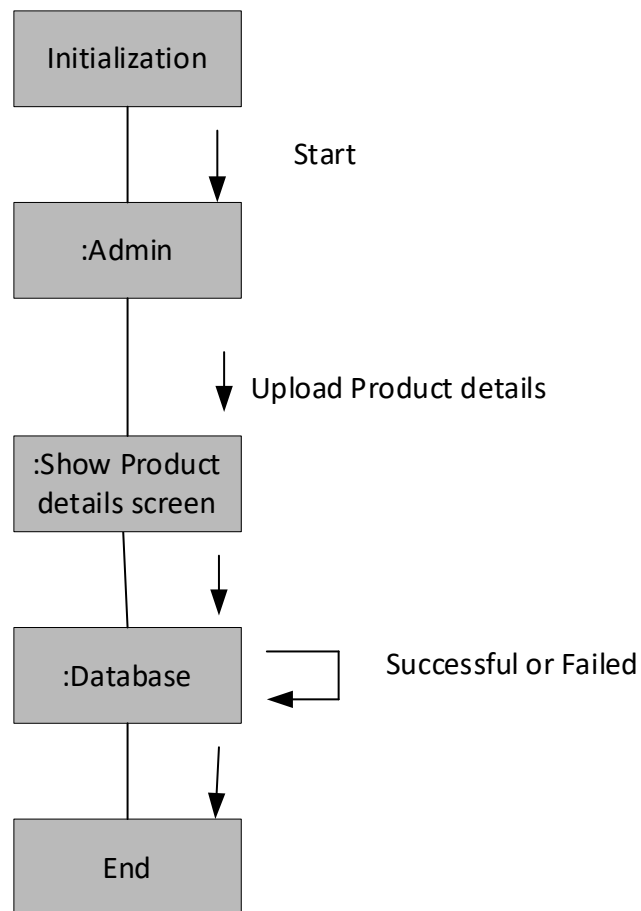 Initialization
Start
:Admin
Upload Product details
:Show Product
details screen
:Database
Successful or Failed
End